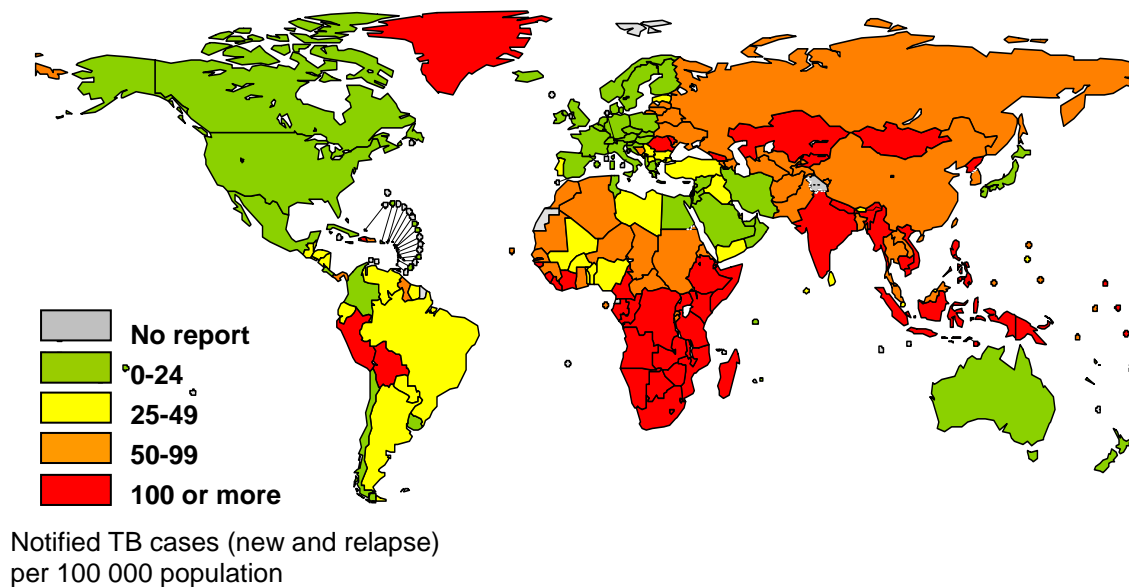 No report
0-24
25-49
50-99
100 or more
Notified TB cases (new and relapse)
per 100 000 population